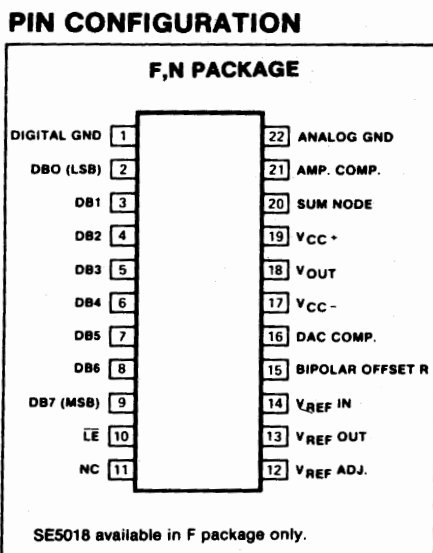 PIN CONFIGURATION
F,N PACKAGE
DIGITAL GND 1
DBO (LSB) 2
DB1 3
DB2 4
DB3 5
DB4 6
DB5 7
DB6 8
DB7 (MSB) 9
L̅E̅ 10
NC 11
22 ANALOG GND
21 AMP. COMP.
20 SUM NODE
19 VCC +
18 VOUT
17 VCC –
16 DAC COMP.
15 BIPOLAR OFFSET R
14 VREF IN
13 VREF OUT
12 VREF ADJ.
SE5018 available in F package only.